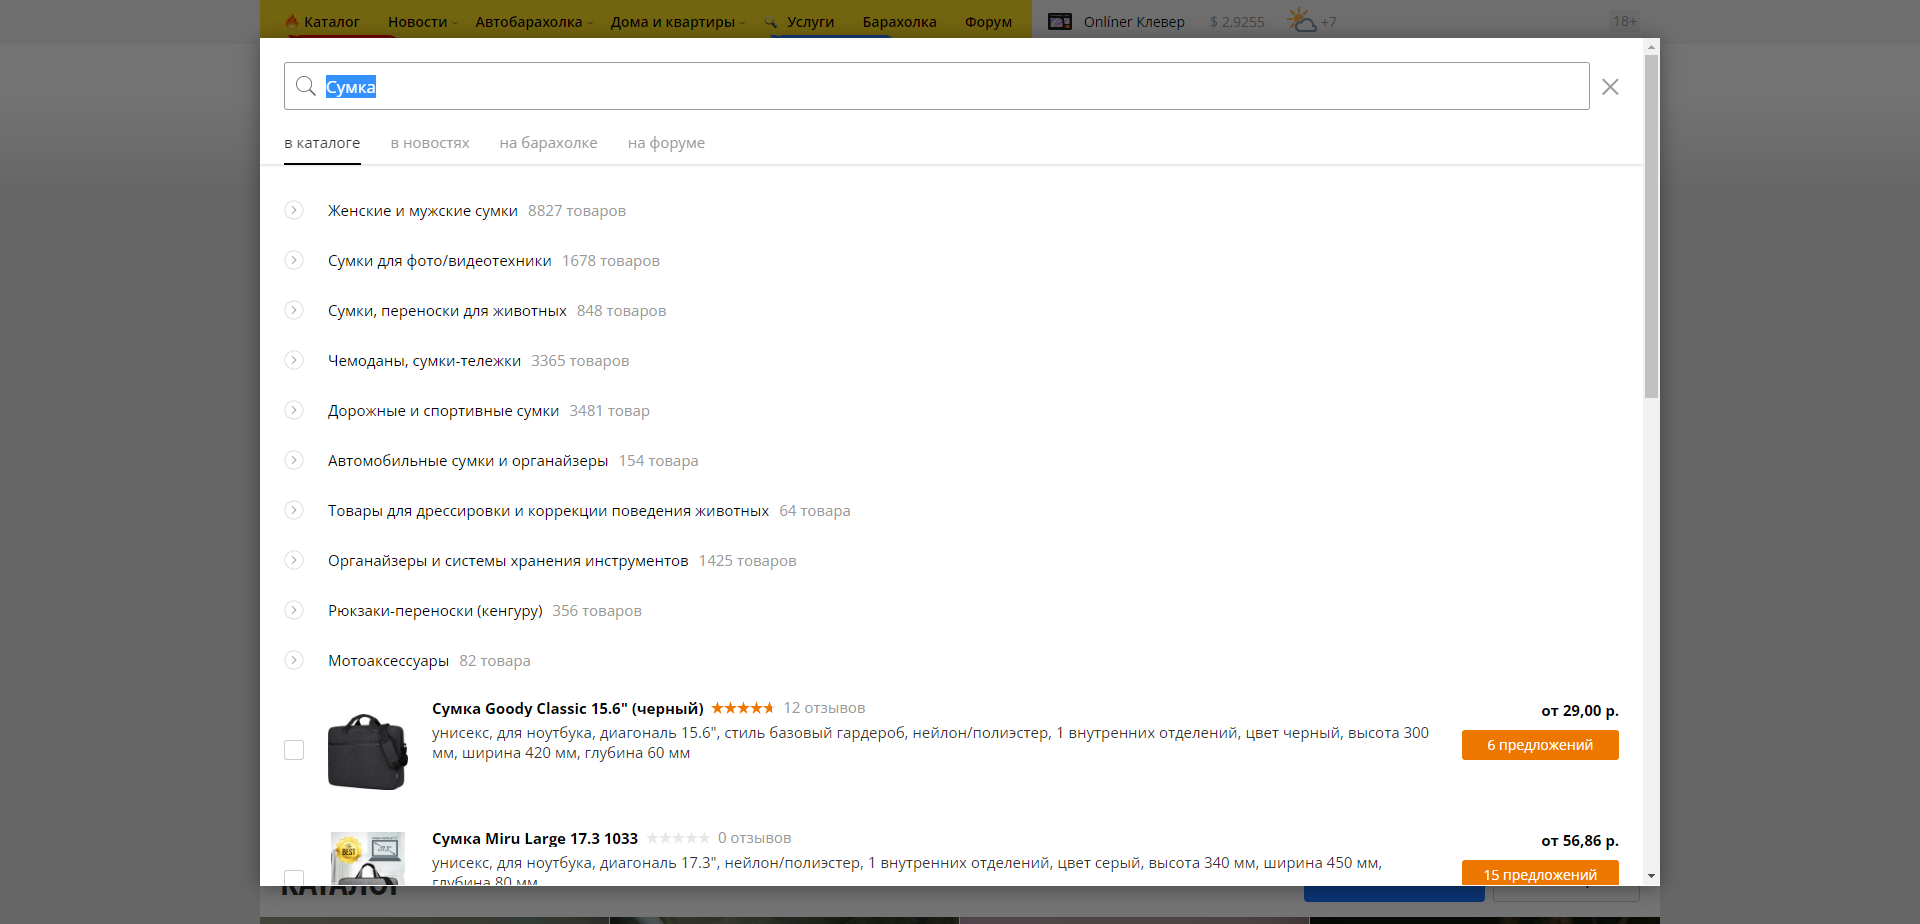 Каталог Новости Автобарахолка Дома и квартиры Услуги Барахолка Форум Onlíner Клевер $ 2,9255 +7 18+
Сумка
в каталоге в новостях на барахолке на форуме
Женские и мужские сумки 8827 товаров
Сумки для фото/видеотехники 1678 товаров
Сумки, переноски для животных 848 товаров
Чемоданы, сумки-тележки 3365 товаров
Дорожные и спортивные сумки 3481 товар
Автомобильные сумки и органайзеры 154 товара
Товары для дрессировки и коррекции поведения животных 64 товара
Органайзеры и системы хранения инструментов 1425 товаров
Рюкзаки-переноски (кенгуру) 356 товаров
Мотоаксессуары 82 товара
Сумка Goody Classic 15.6" (черный) 12 отзывов
от 29,00 р.
унисекс, для ноутбука, диагональ 15.6", стиль базовый гардероб, нейлон/полиэстер, 1 внутренних отделений, цвет черный, высота 300
мм, ширина 420 мм, глубина 60 мм
6 предложений
Сумка Miru Large 17.3 1033 0 отзывов
от 56,86 р.
BEST
унисекс, для ноутбука, диагональ 17.3", нейлон/полиэстер, 1 внутренних отделений, цвет серый, высота 340 мм, ширина 450 мм,
глубина 80 мм
15 предложений
Каталог